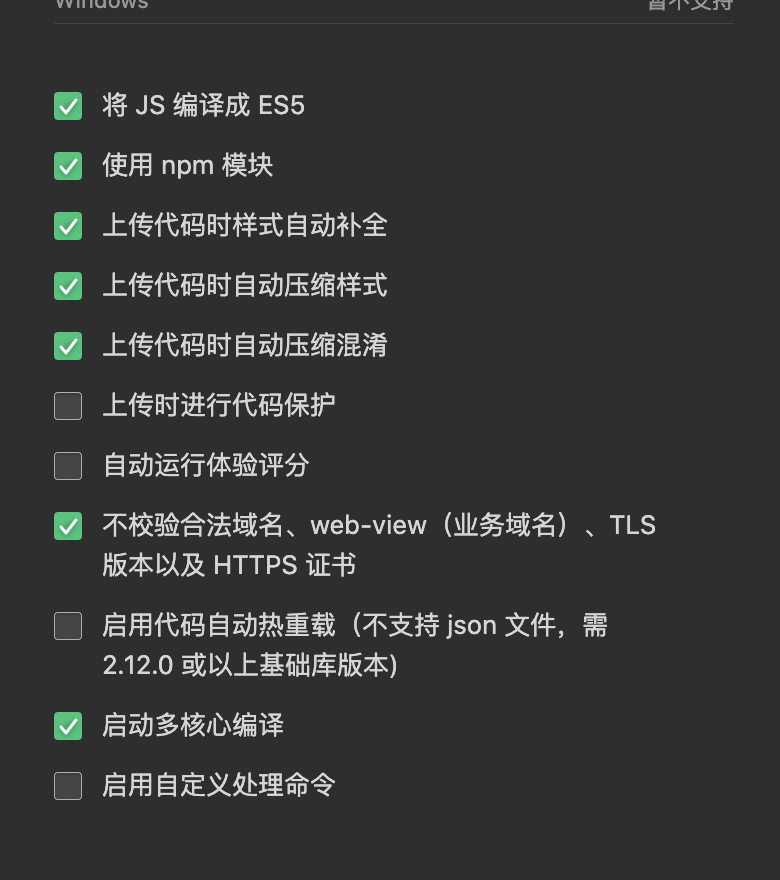 Windows
暂不支持
将 JS 编译成 ES5
使用 npm 模块
上传代码时样式自动补全
上传代码时自动压缩样式
上传代码时自动压缩混淆
上传时进行代码保护
自动运行体验评分
不校验合法域名、web-view（业务域名）、TLS
版本以及 HTTPS 证书
启用代码自动热重载（不支持 json 文件，需
2.12.0 或以上基础库版本)
启动多核心编译
启用自定义处理命令